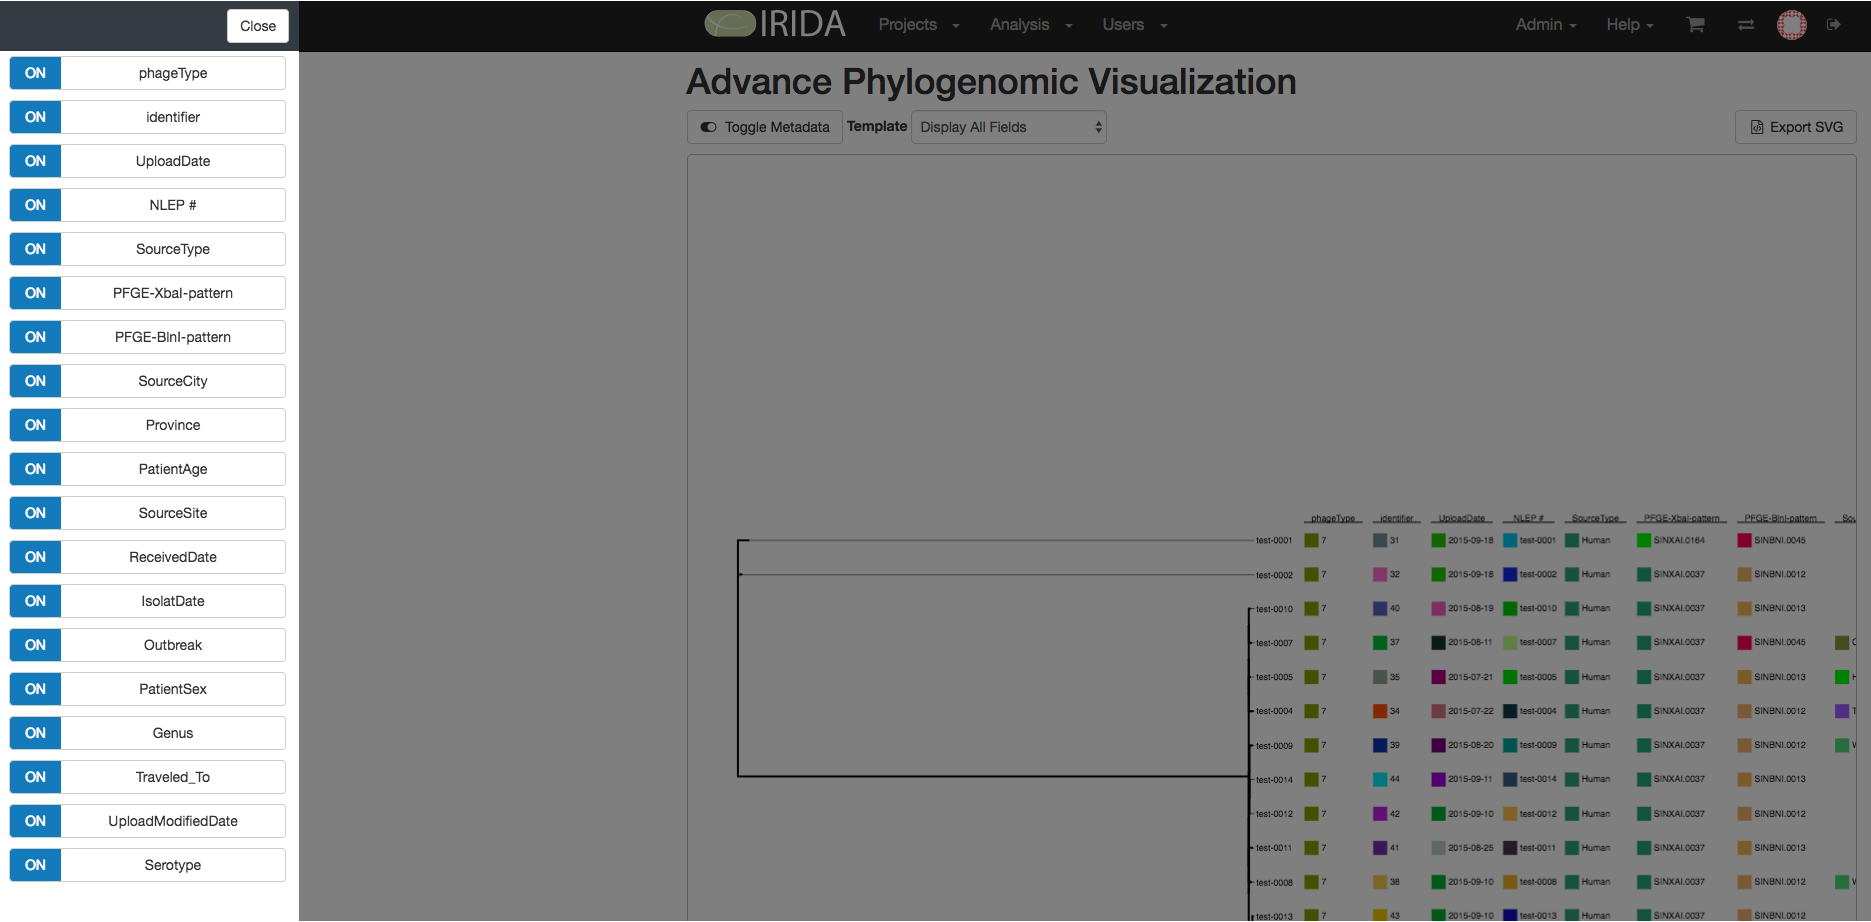 Close
ON phageType
ON identifier
ON UploadDate
ON NLEP #
ON SourceType
ON PFGE-XbaI-pattern
ON PFGE-BlnI-pattern
ON SourceCity
ON Province
ON PatientAge
ON SourceSite
ON ReceivedDate
ON IsolatDate
ON Outbreak
ON PatientSex
ON Genus
ON Traveled_To
ON UploadModifiedDate
ON Serotype
IRIDA Projects Analysis Users Admin Help
Advance Phylogenomic Visualization
Toggle Metadata Template Display All Fields Export SVG
phageType identifier UploadDate NLEP # SourceType PFGE-XbaI-pattern PFGE-BlnI-pattern Sou
test-0001 7 31 2015-09-18 test-0001 Human SINXAI.0164 SINBNI.0045
test-0002 7 32 2015-09-18 test-0002 Human SINXAI.0037 SINBNI.0012
test-0010 7 40 2015-08-19 test-0010 Human SINXAI.0037 SINBNI.0013
test-0007 7 37 2015-08-11 test-0007 Human SINXAI.0037 SINBNI.0045
test-0005 7 35 2015-07-21 test-0005 Human SINXAI.0037 SINBNI.0013
test-0004 7 34 2015-07-22 test-0004 Human SINXAI.0037 SINBNI.0012
test-0009 7 39 2015-08-20 test-0009 Human SINXAI.0037 SINBNI.0012
test-0014 7 44 2015-09-11 test-0014 Human SINXAI.0037 SINBNI.0013
test-0012 7 42 2015-09-10 test-0012 Human SINXAI.0037 SINBNI.0012
test-0011 7 41 2015-08-25 test-0011 Human SINXAI.0037 SINBNI.0013
test-0008 7 38 2015-09-10 test-0008 Human SINXAI.0037 SINBNI.0012
test-0013 7 43 2015-09-10 test-0013 Human SINXAI.0037 SINBNI.0012